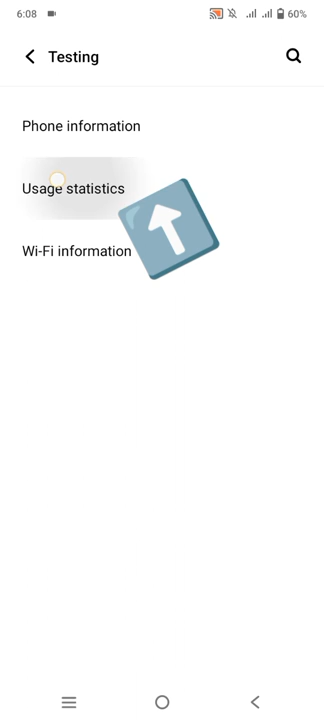 6:08
60%
Testing
Phone information
Usage statistics
Wi-Fi information